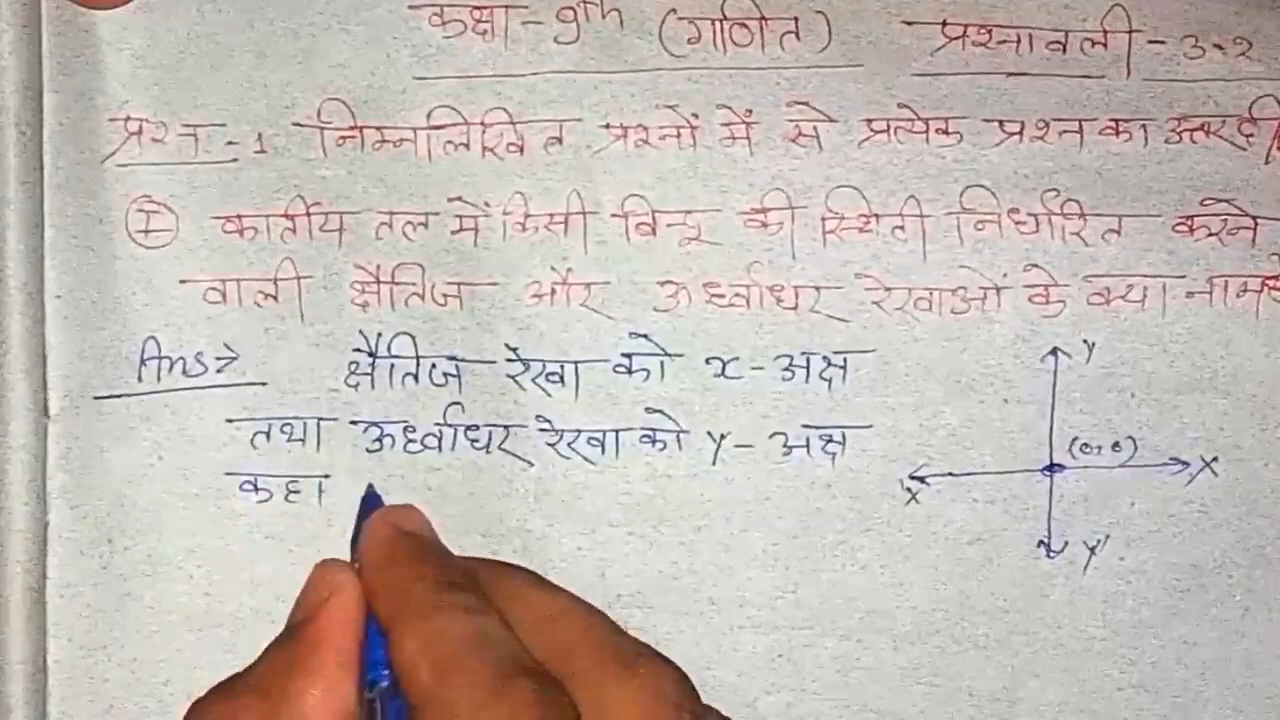 कक्षा - 9th (गणित) प्रश्नावली - 3.2
प्रश्न - 1 निम्नलिखित प्रश्नों में से प्रत्येक प्रश्न का उत्तर
I कार्तीय तल में किसी बिन्दू की स्थिती निर्धारित करने
वाली क्षैतिज और ऊर्ध्वाधर रेखाओं के क्या नाम
Ans→ क्षैतिज रेखा को x-अक्ष
तथा ऊर्ध्वाधर रेखा को y-अक्ष
कहा
Y
(0,0)
X' X
Y'